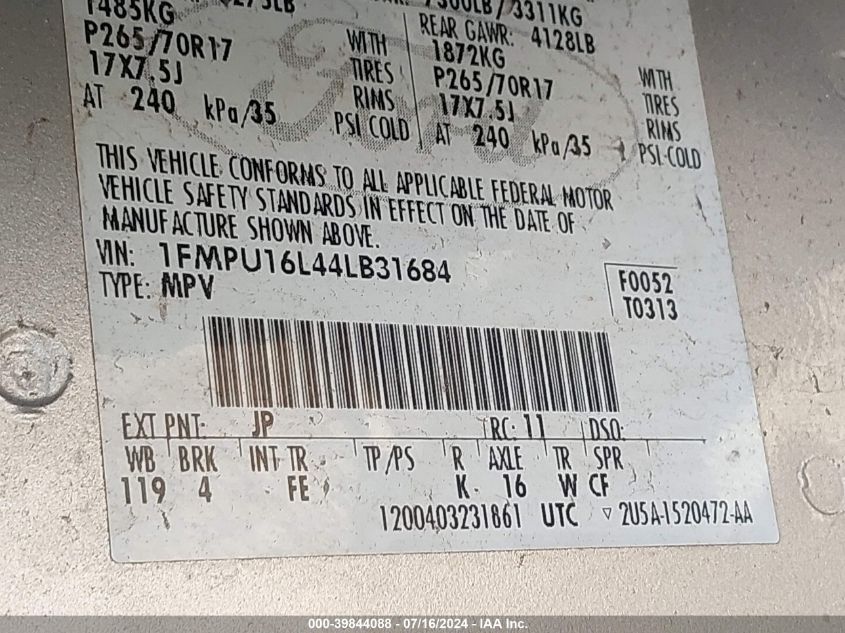 7300LB / 3311KG
1485KG
REAR GAWR: 4128LB
P265/70R17 WITH
1872KG
17X7.5J TIRES
P265/70R17 WITH
AT 240 kPa/35 RIMS
17X7.5J TIRES
PSI COLD
AT 240 kPa/35 RIMS
PSI COLD
Ford
THIS VEHICLE CONFORMS TO ALL APPLICABLE FEDERAL MOTOR
VEHICLE SAFETY STANDARDS IN EFFECT ON THE DATE OF
MANUFACTURE SHOWN ABOVE.
VIN: 1FMPU16L44LB31684
TYPE: MPV
F0052
T0313
EXT PNT: JP RC: 11 DSO:
WB BRK INT TR TP/PS R AXLE TR SPR
119 4 FE K 16 W CF
1200403231861 UTC ▽ 2U5A-1520472-AA
000-39844088 - 07/16/2024 - IAA Inc.